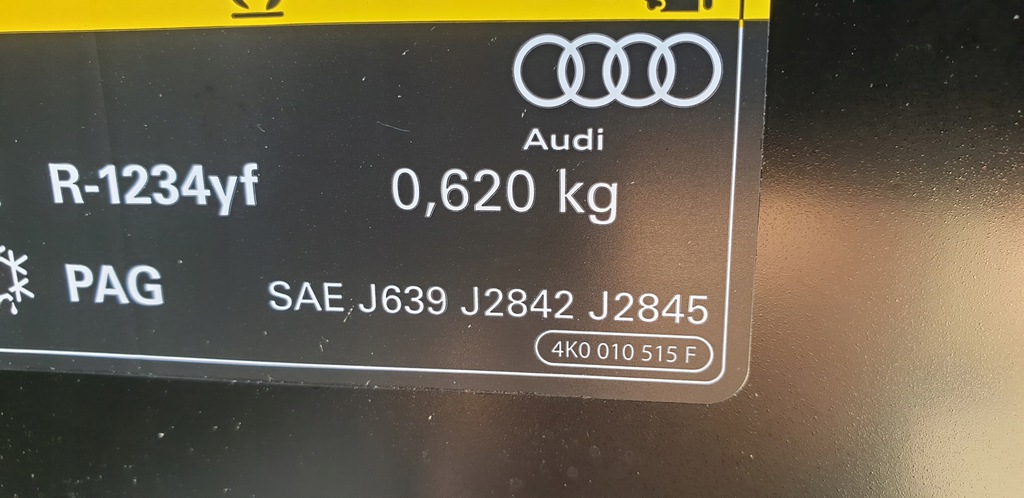 Audi
R-1234yf 0,620 kg
PAG SAE J639 J2842 J2845
4K0 010 515 F